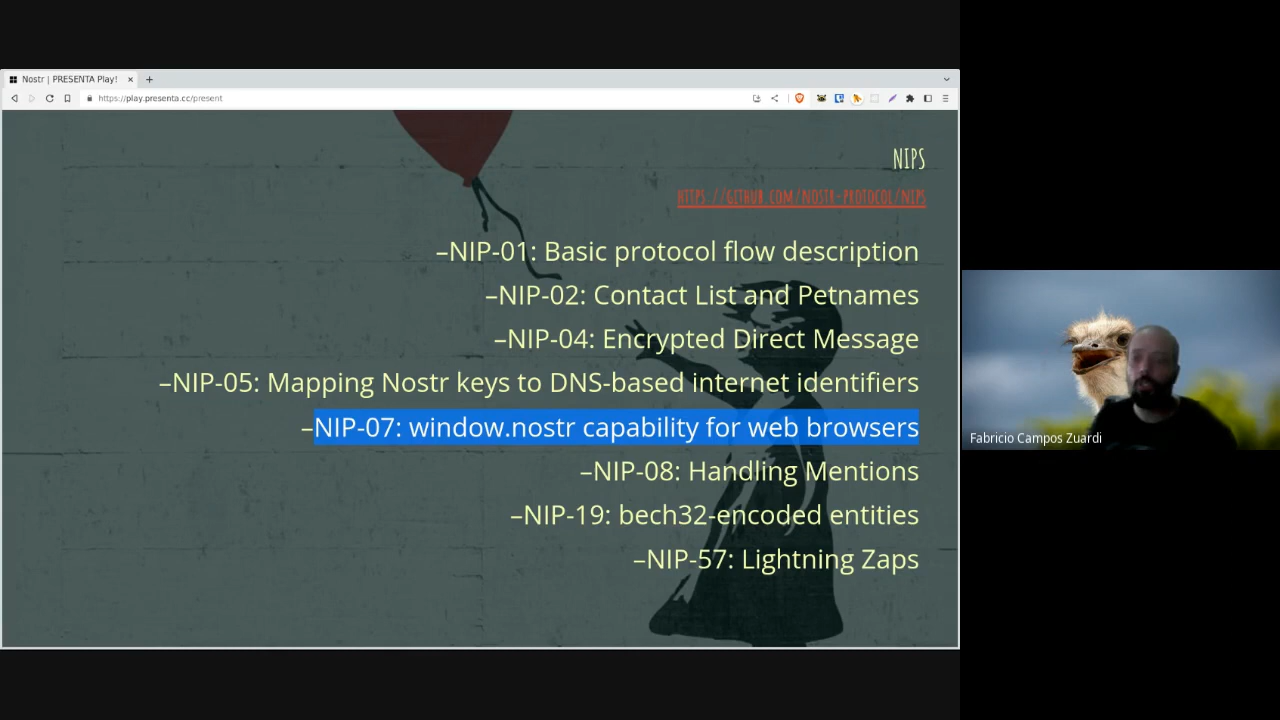 Nostr | PRESENTA Play!
https://play.presenta.cc/present
NIPS
HTTPS://GITHUB.COM/NOSTR-PROTOCOL/NIPS
–NIP-01: Basic protocol flow description
–NIP-02: Contact List and Petnames
–NIP-04: Encrypted Direct Message
–NIP-05: Mapping Nostr keys to DNS-based internet identifiers
–NIP-07: window.nostr capability for web browsers
–NIP-08: Handling Mentions
–NIP-19: bech32-encoded entities
–NIP-57: Lightning Zaps
Fabricio Campos Zuardi